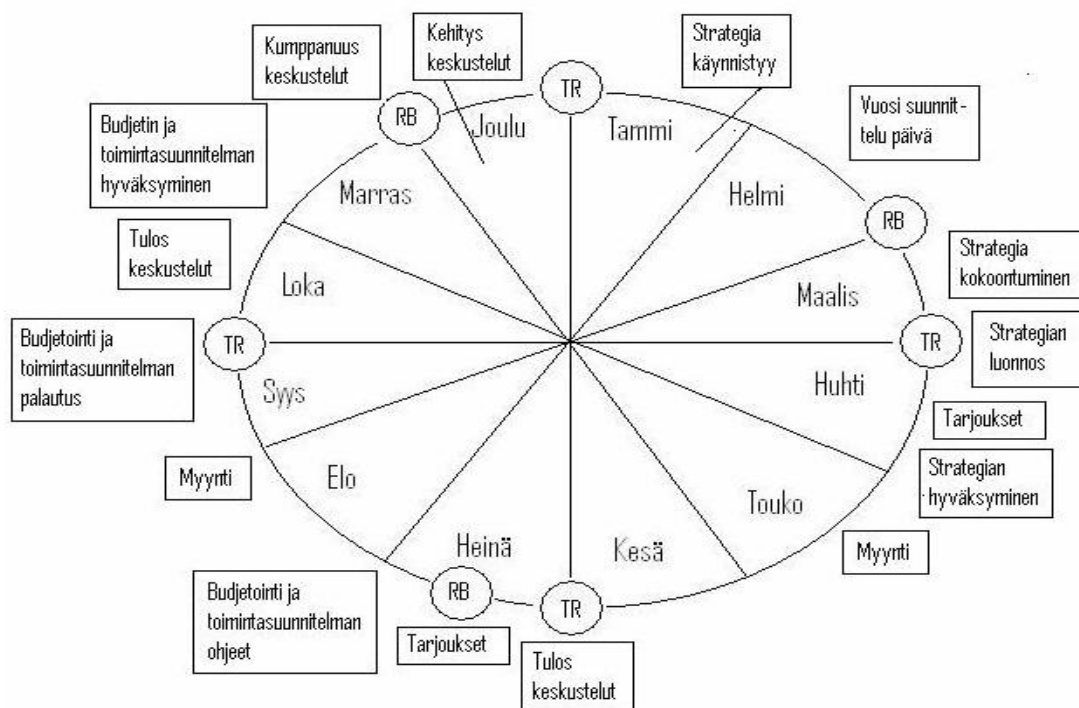 Kumppanuus
keskustelut
Kehitys
keskustelut
Strategia
käynnistyy
TR
RB
Joulu
Tammi
Vuosi suunnit -
telu päivä
Budjetin ja
toimintasuunnitelman
hyväksyminen
Marras
Helmi
RB
Tulos
keskustelut
Strategia
kokoontuminen
Loka
Maalis
Budjetointi ja
toimintasuunnitelman
palautus
TR
TR
Strategian
luonnos
Syys
Huhti
Tarjoukset
Myynti
Elo
Touko
Strategian
hyväksyminen
Heinä
Kesä
Myynti
Budjetointi ja
toimintasuunnitelman
ohjeet
RB
TR
Tarjoukset
Tulos
keskustelut